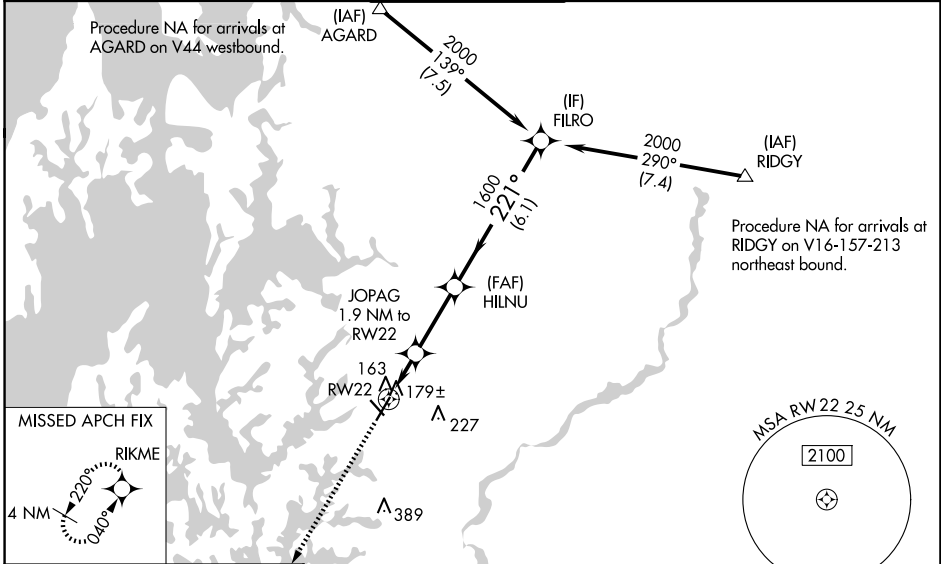 Procedure NA for arrivals at
AGARD on V44 westbound.
(IAF)
AGARD
2000
139°
(7.5)
(IF)
FILRO
2000
290°
(7.4)
(IAF)
RIDGY
1600
221°
(6.1)
Procedure NA for arrivals at
RIDGY on V16-157-213
northeast bound.
(FAF)
HILNU
JOPAG
1.9 NM to
RW22
163
RW22
179±
227
389
MISSED APCH FIX
RIKME
220°
4 NM
040°
MSA RW 22 25 NM
2100